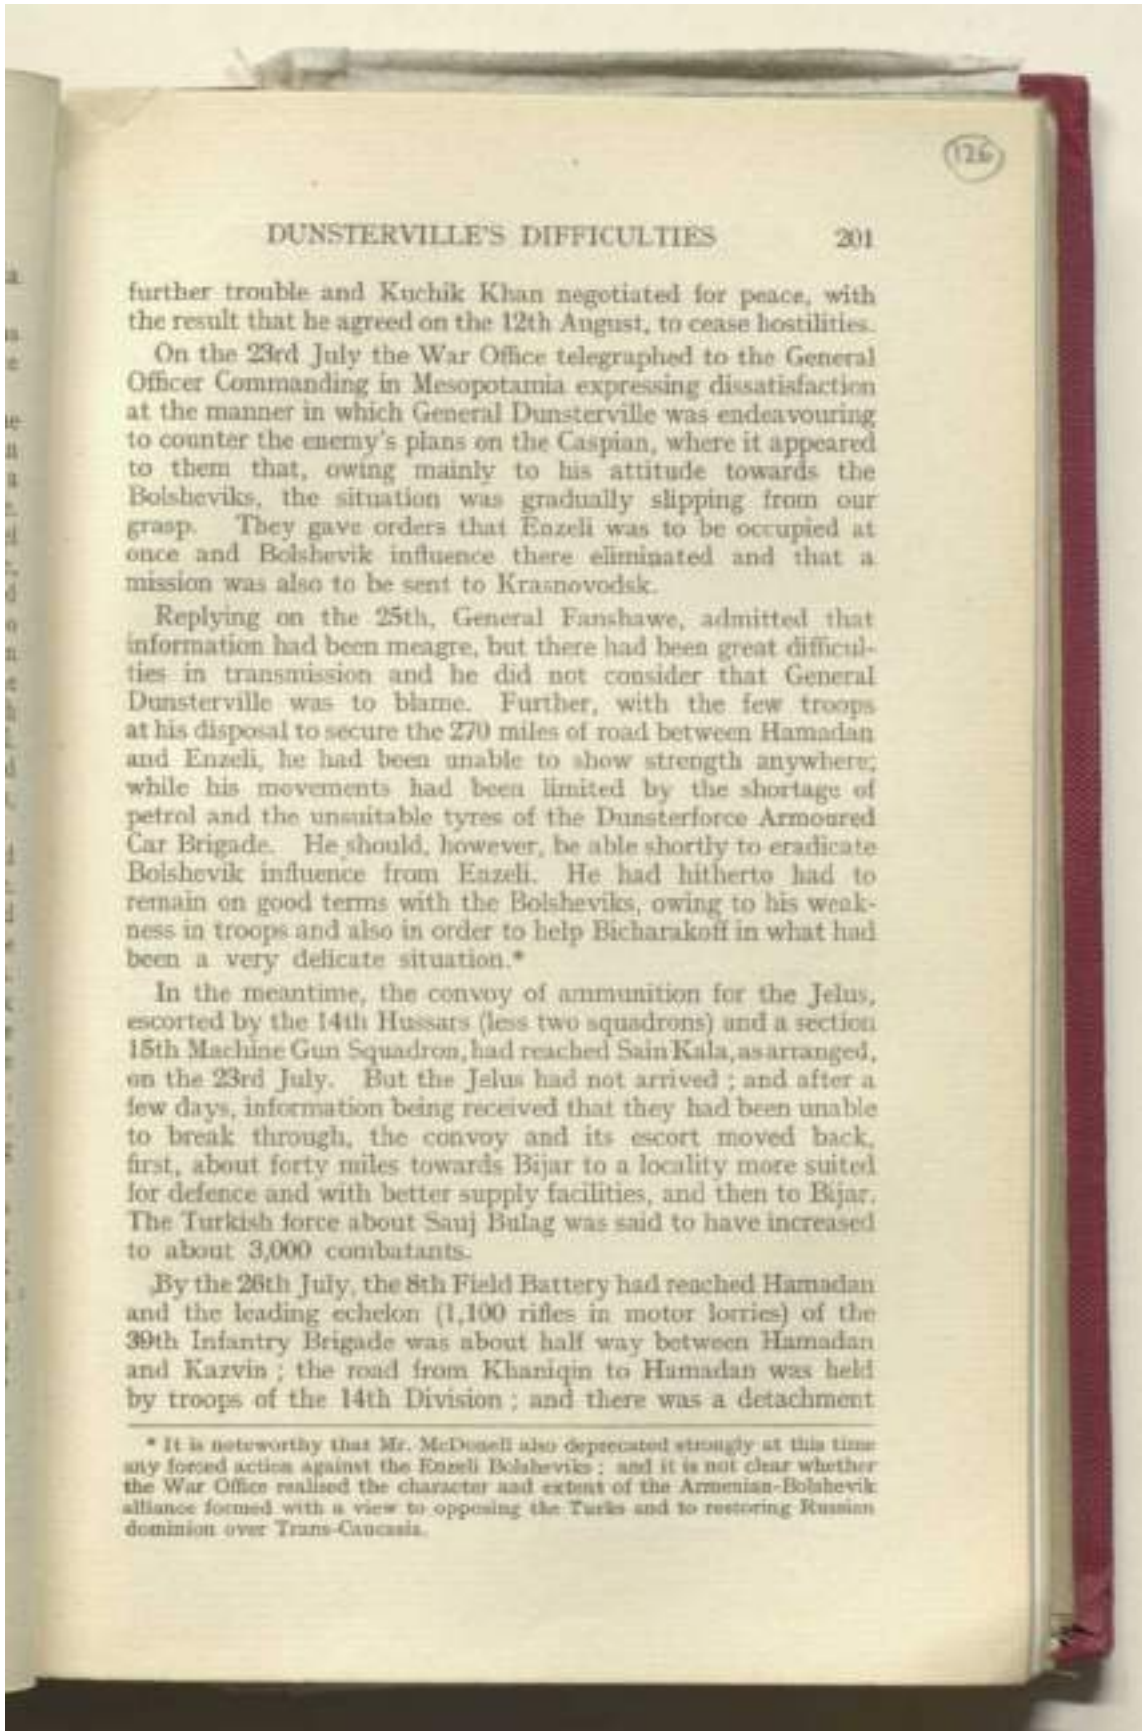 126
DUNSTERVILLE'S DIFFICULTIES 201
further trouble and Kuchik Khan negotiated for peace, with
the result that he agreed on the 12th August, to cease hostilities.
On the 23rd July the War Office telegraphed to the General
Officer Commanding in Mesopotamia expressing dissatisfaction
at the manner in which General Dunsterville was endeavouring
to counter the enemy's plans on the Caspian, where it appeared
to them that, owing mainly to his attitude towards the
Bolsheviks, the situation was gradually slipping from our
grasp. They gave orders that Enzeli was to be occupied at
once and Bolshevik influence there eliminated and that a
mission was also to be sent to Krasnovodsk.
Replying on the 25th, General Fanshawe, admitted that
information had been meagre, but there had been great difficul-
ties in transmission and he did not consider that General
Dunsterville was to blame. Further, with the few troops
at his disposal to secure the 270 miles of road between Hamadan
and Enzeli, he had been unable to show strength anywhere;
while his movements had been limited by the shortage of
petrol and the unsuitable tyres of the Dunsterforce Armoured
Car Brigade. He should, however, be able shortly to eradicate
Bolshevik influence from Enzeli. He had hitherto had to
remain on good terms with the Bolsheviks, owing to his weak-
ness in troops and also in order to help Bicharakoff in what had
been a very delicate situation.*
In the meantime, the convoy of ammunition for the Jelus,
escorted by the 14th Hussars (less two squadrons) and a section
15th Machine Gun Squadron, had reached Sain Kala, as arranged,
on the 23rd July. But the Jelus had not arrived ; and after a
few days, information being received that they had been unable
to break through, the convoy and its escort moved back,
first, about forty miles towards Bijar to a locality more suited
for defence and with better supply facilities, and then to Bijar.
The Turkish force about Sauj Bulag was said to have increased
to about 3,000 combatants.
By the 26th July, the 8th Field Battery had reached Hamadan
and the leading echelon (1,100 rifles in motor lorries) of the
39th Infantry Brigade was about half way between Hamadan
and Kazvin ; the road from Khaniqin to Hamadan was held
by troops of the 14th Division ; and there was a detachment
* It is noteworthy that Mr. McDonell also deprecated strongly at this time
any forced action against the Enzeli Bolsheviks ; and it is not clear whether
the War Office realised the character and extent of the Armenian-Bolshevik
alliance formed with a view to opposing the Turks and to restoring Russian
dominion over Trans-Caucasia.